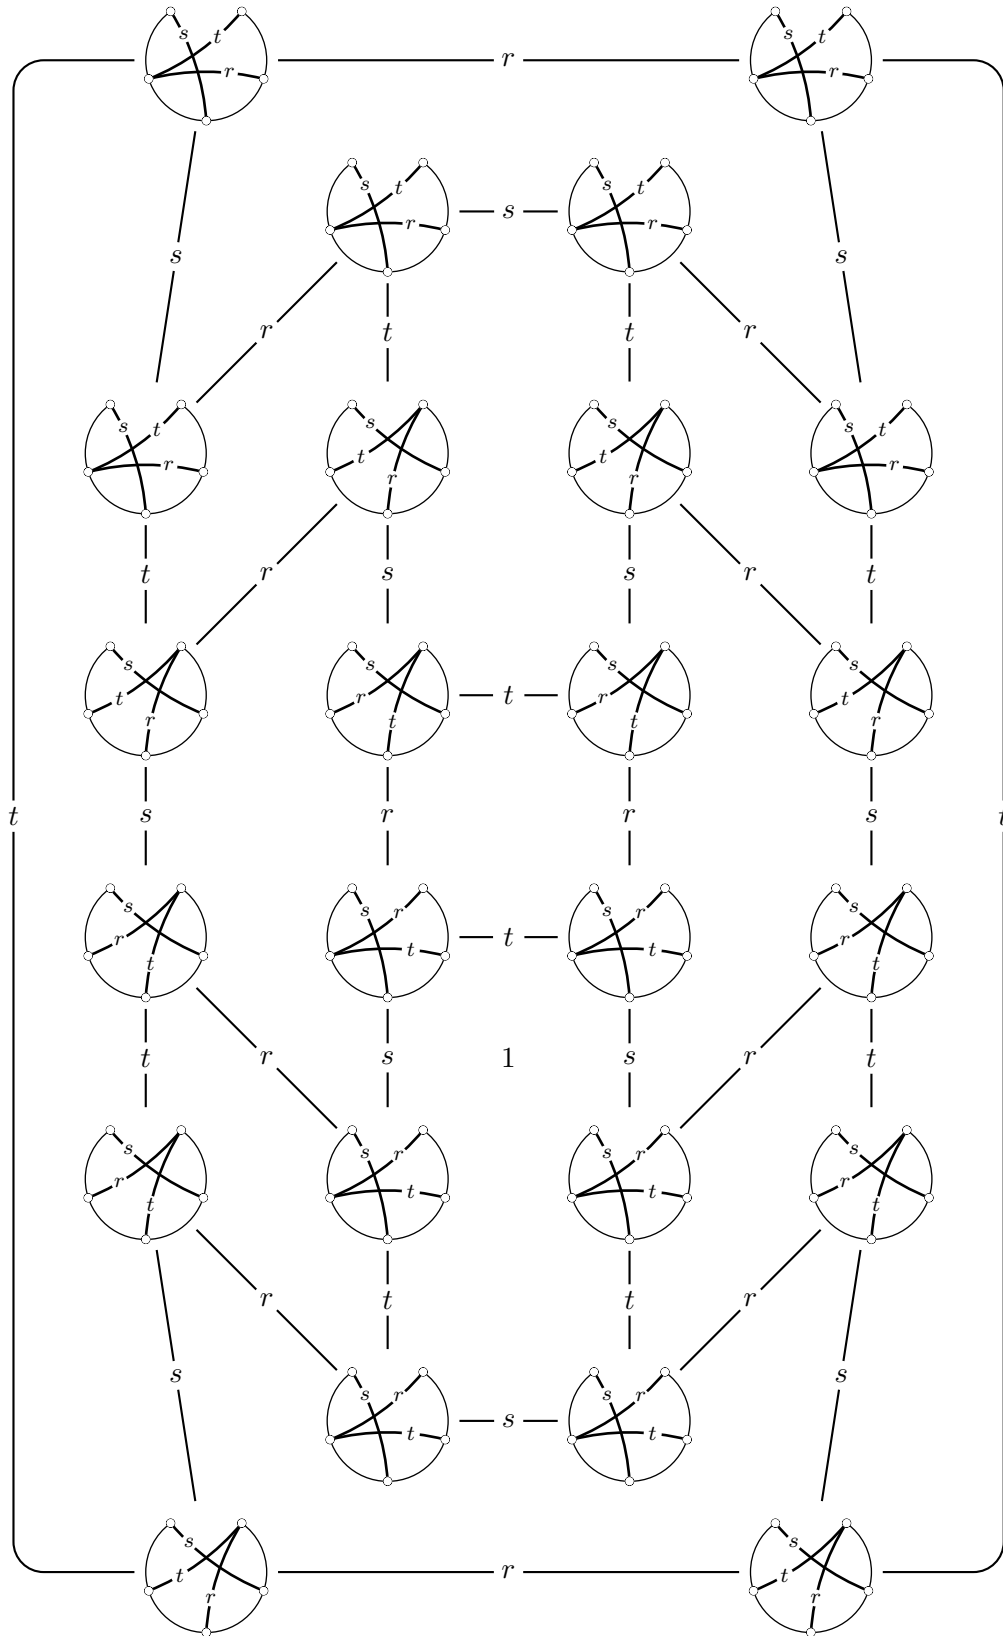 s t s t
r r r
s t s t
s s s
r r
r t t r
s t s t
r r
s s s s
t t t t
r r r r
t r s s r t
s s s s
t r t r
r t t r
t s r r s t
s r s r
s r t s r t s r
t r t t
t r s 1 s r t
s s r s r s
r t r t
t t
r t t r
s s
s r s r
s t s t
s s
t r t
r r